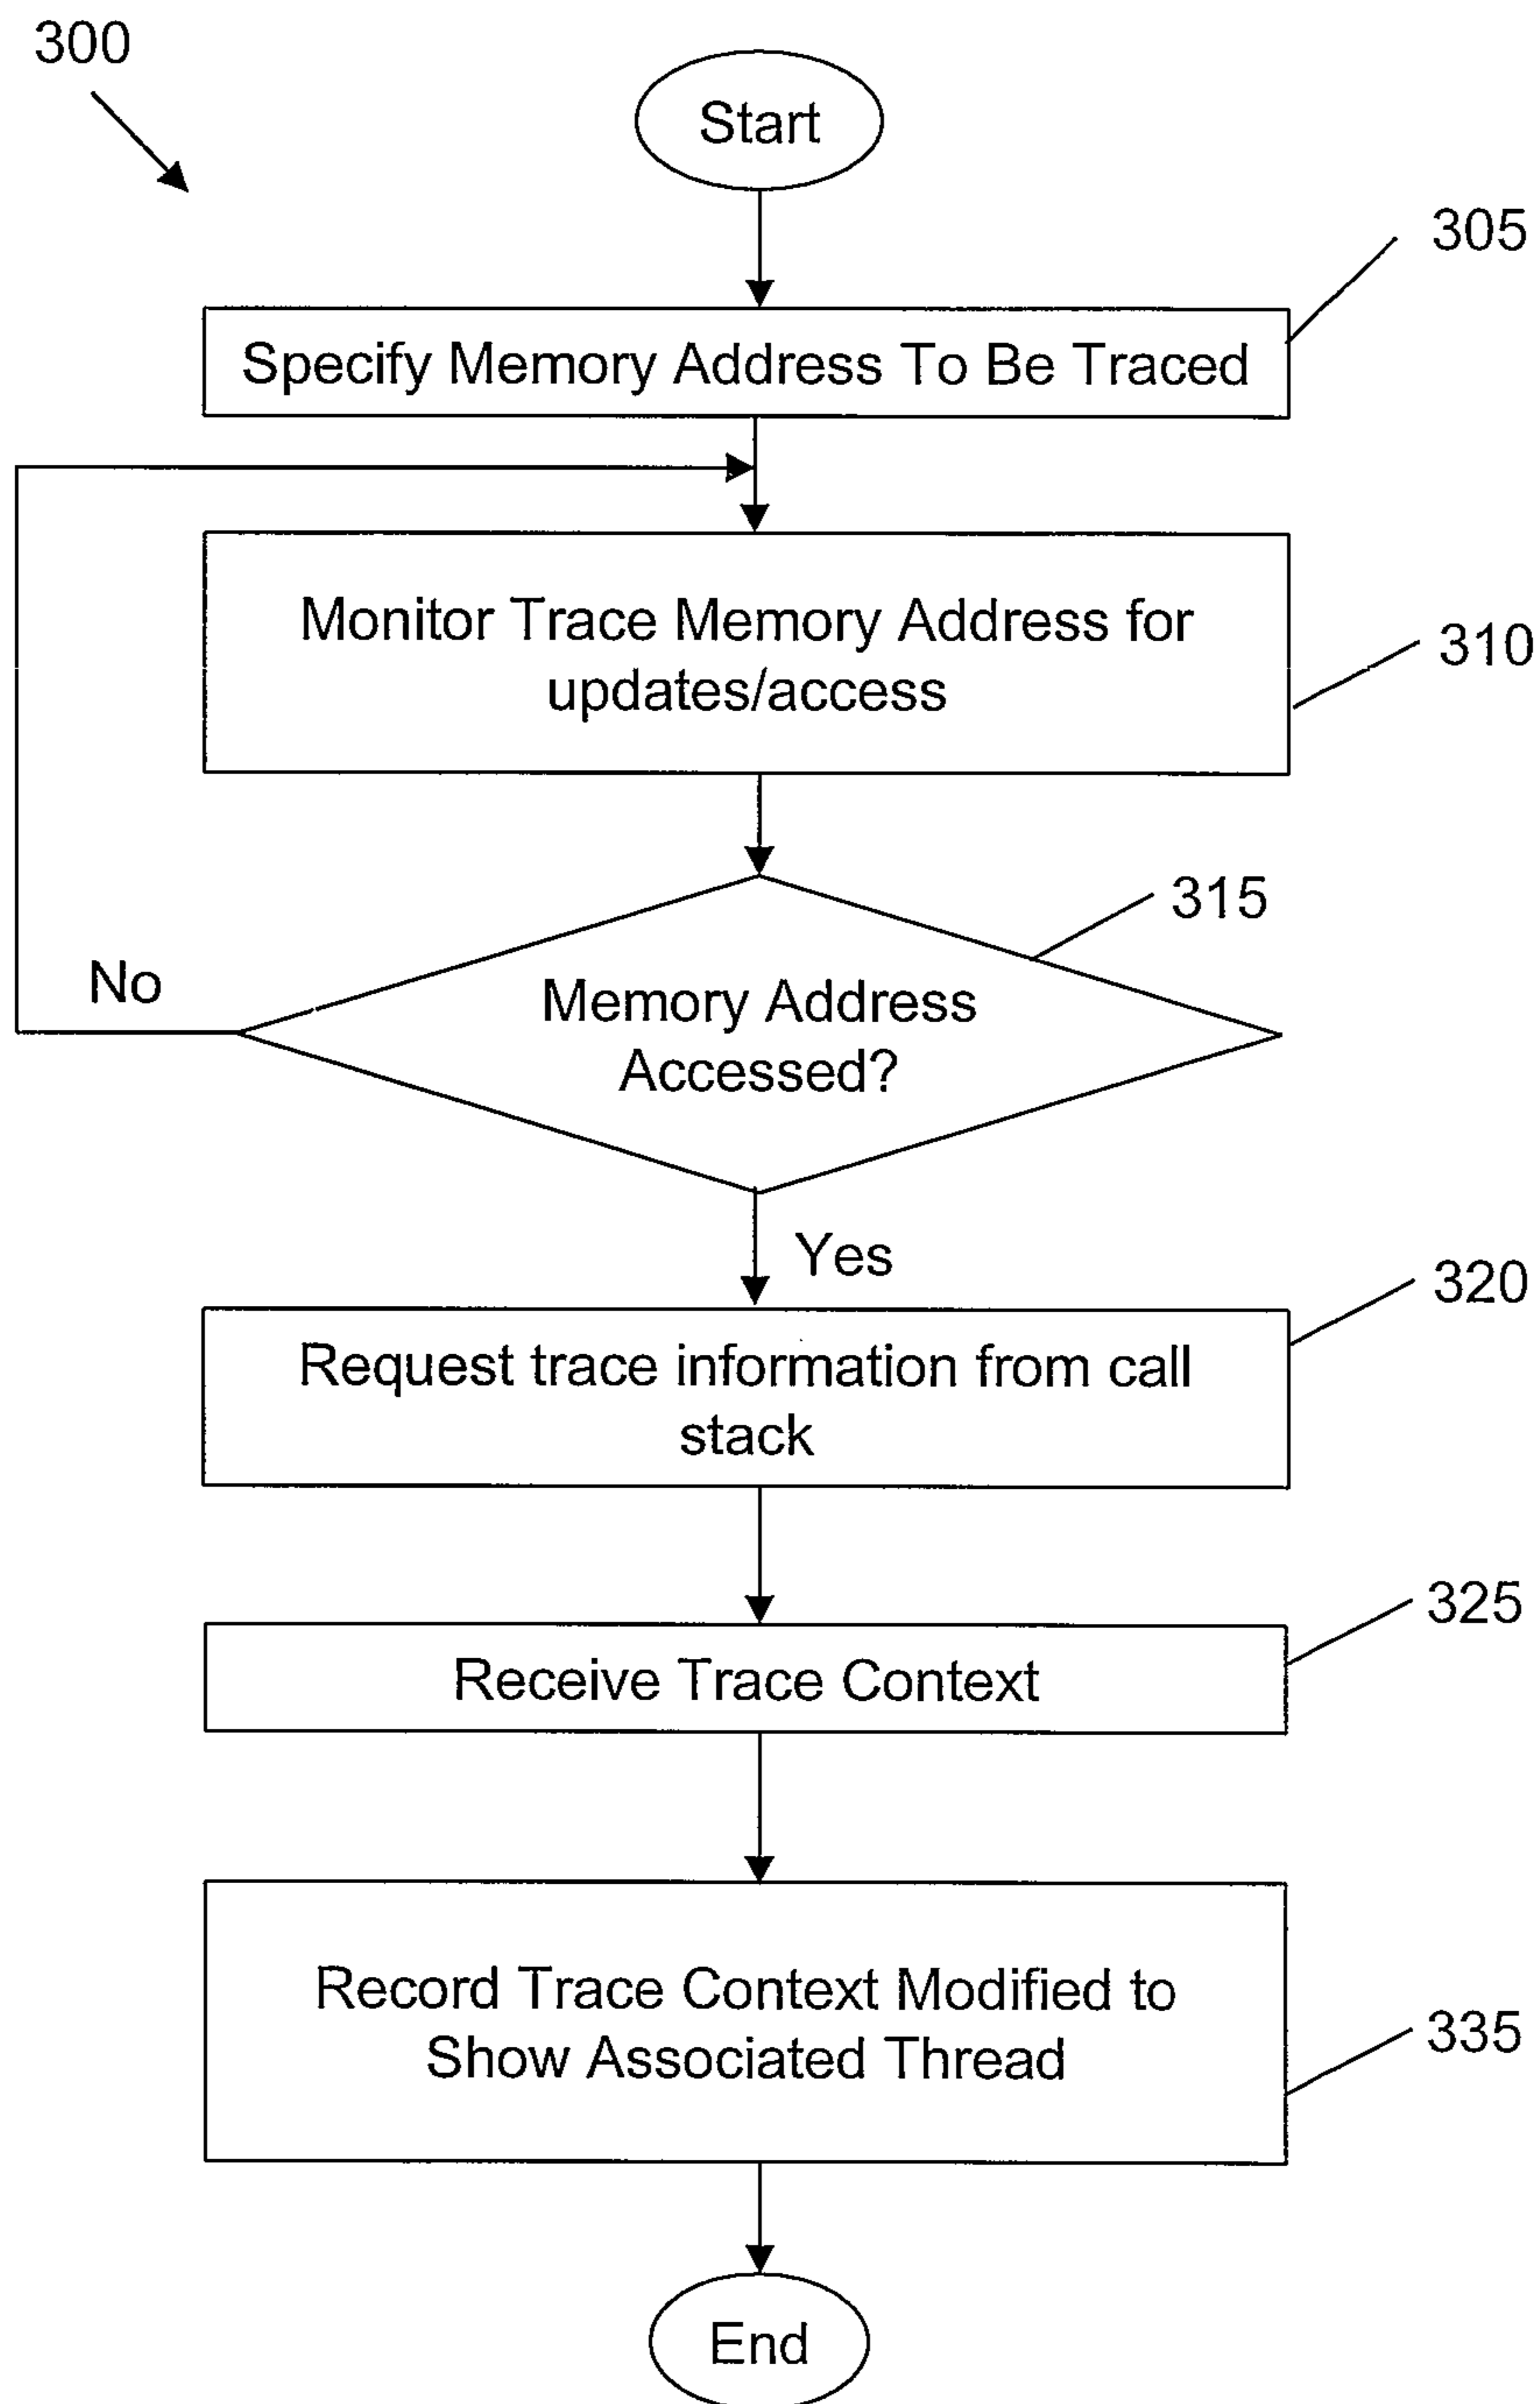 300
Start
305
Specify Memory Address To Be Traced
Monitor Trace Memory Address for
updates/access
310
315
No
Memory Address
Accessed?
Yes
320
Request trace information from call
stack
325
Receive Trace Context
Record Trace Context Modified to
Show Associated Thread
335
End